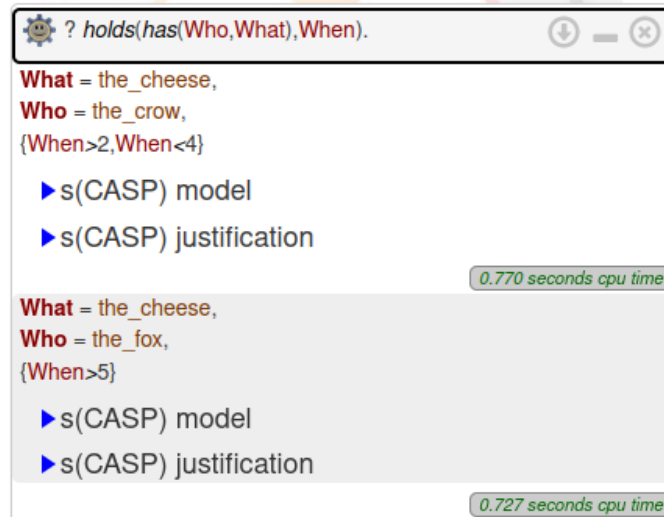 ? holds(has(Who,What),When).
What = the_cheese,
Who = the_crow,
{When>2,When<4}
s(CASP) model
s(CASP) justification
0.770 seconds cpu time
What = the_cheese,
Who = the_fox,
{When>5}
s(CASP) model
s(CASP) justification
0.727 seconds cpu time